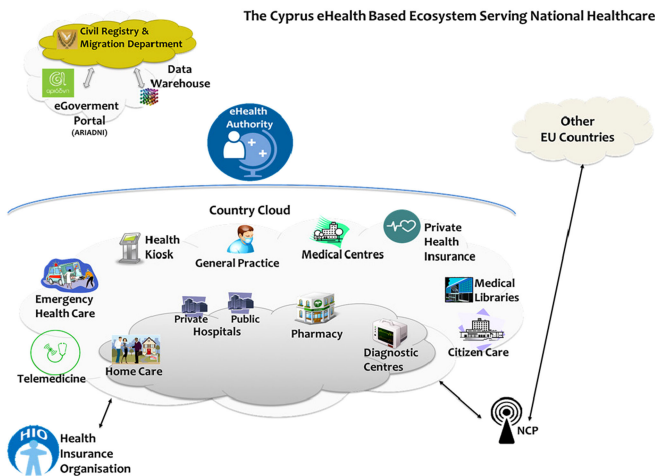 The Cyprus eHealth Based Ecosystem Serving National Healthcare
Civil Registry &
Migration Department
Data
Warehouse
αριάδνη
eGoverment
Portal
(ARIADNI)
eHealth
Authority
Other
EU Countries
Country Cloud
Health
Kiosk
General Practice
Medical Centres
Private
Health
Insurance
Emergency
Health Care
Private
Public
Hospitals
Pharmacy
Medical
Libraries
Telemedicine
Home Care
Diagnostic
Centres
Citizen Care
NCP
HIO
Health
Insurance
Organisation